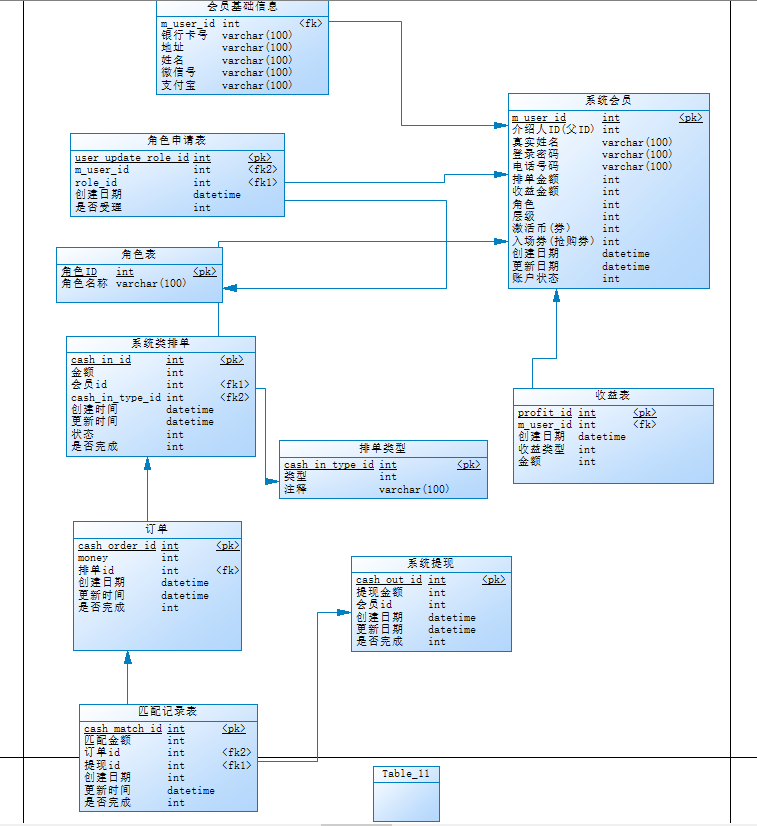 会员基础信息
m_user_id int <fk>
银行卡号 varchar(100)
地址 varchar(100)
姓名 varchar(100)
微信号 varchar(100)
支付宝 varchar(100)
系统会员
m_user_id int <pk>
介绍人ID(父ID) int
真实姓名 varchar(100)
登录密码 varchar(100)
电话号码 varchar(100)
排单金额 int
收益金额 int
角色 int
层级 int
激活币(券) int
入场券(抢购券) int
创建日期 datetime
更新日期 datetime
账户状态 int
角色申请表
user_update_role_id int <pk>
m_user_id int <fk2>
role_id int <fk1>
创建日期 datetime
是否受理 int
角色表
角色ID int <pk>
角色名称 varchar(100)
系统类排单
cash_in_id int <pk>
金额 int
会员id int <fk1>
cash_in_type_id int <fk2>
创建时间 datetime
更新时间 datetime
状态 int
是否完成 int
收益表
profit_id int <pk>
m_user_id int <fk>
创建日期 datetime
收益类型 int
金额 int
排单类型
cash_in_type_id int <pk>
类型 int
注释 varchar(100)
订单
cash_order_id int <pk>
money int
排单id int <fk>
创建日期 datetime
更新时间 datetime
是否完成 int
系统提现
cash_out_id int <pk>
提现金额 int
会员id int
创建日期 datetime
更新日期 datetime
是否完成 int
匹配记录表
cash_match_id int <pk>
匹配金额 int
订单id int <fk2>
提现id int <fk1>
创建日期 int
更新时间 datetime
是否完成 int
Table_11